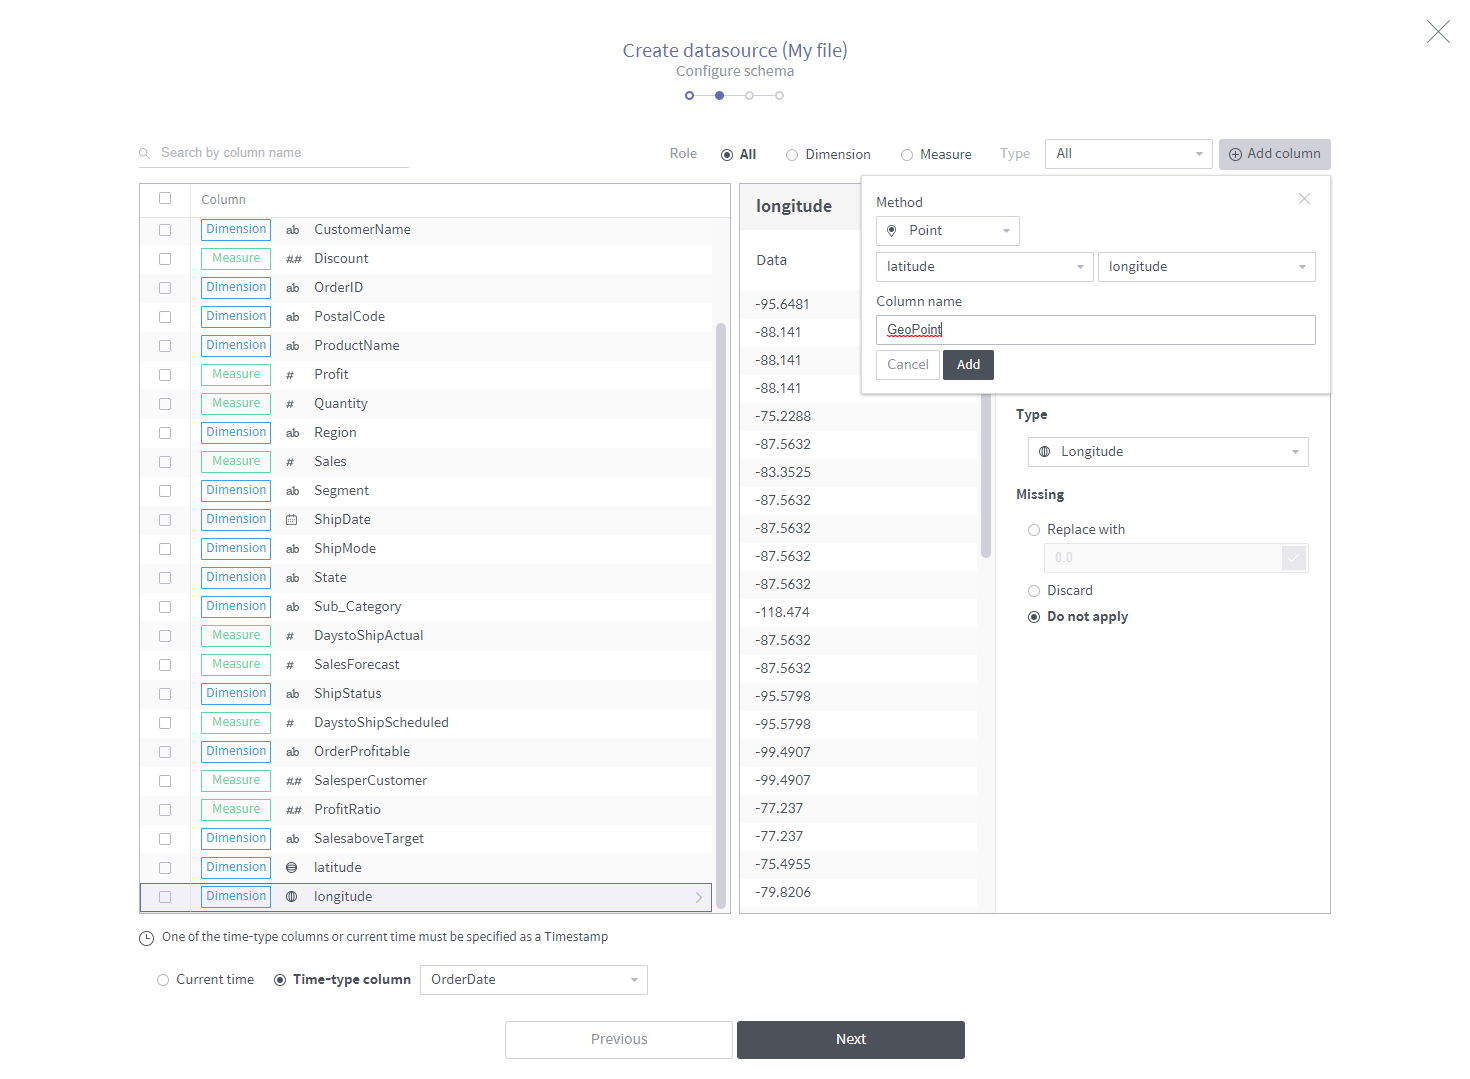 Create datasource (My file)
Configure schema
Search by column name
Role
All
Dimension
Measure
Type
All
Add column
Column
Dimension ab CustomerName
Measure ## Discount
Dimension ab OrderID
Dimension ab PostalCode
Dimension ab ProductName
Measure # Profit
Measure # Quantity
Dimension ab Region
Measure # Sales
Dimension ab Segment
Dimension ShipDate
Dimension ab ShipMode
Dimension ab State
Dimension ab Sub_Category
Measure # DaystoShipActual
Measure # SalesForecast
Dimension ab ShipStatus
Measure # DaystoShipScheduled
Dimension ab OrderProfitable
Measure ## SalesperCustomer
Measure ## ProfitRatio
Dimension ab SalesaboveTarget
Dimension latitude
Dimension longitude
longitude
Data
-95.6481
-88.141
-88.141
-88.141
-75.2288
-87.5632
-83.3525
-87.5632
-87.5632
-87.5632
-87.5632
-118.474
-87.5632
-87.5632
-95.5798
-95.5798
-99.4907
-99.4907
-77.237
-77.237
-75.4955
-79.8206
Method
Point
latitude
longitude
Column name
GeoPoint
Cancel
Add
Type
Longitude
Missing
Replace with
0.0
Discard
Do not apply
One of the time-type columns or current time must be specified as a Timestamp
Current time
Time-type column
OrderDate
Previous
Next